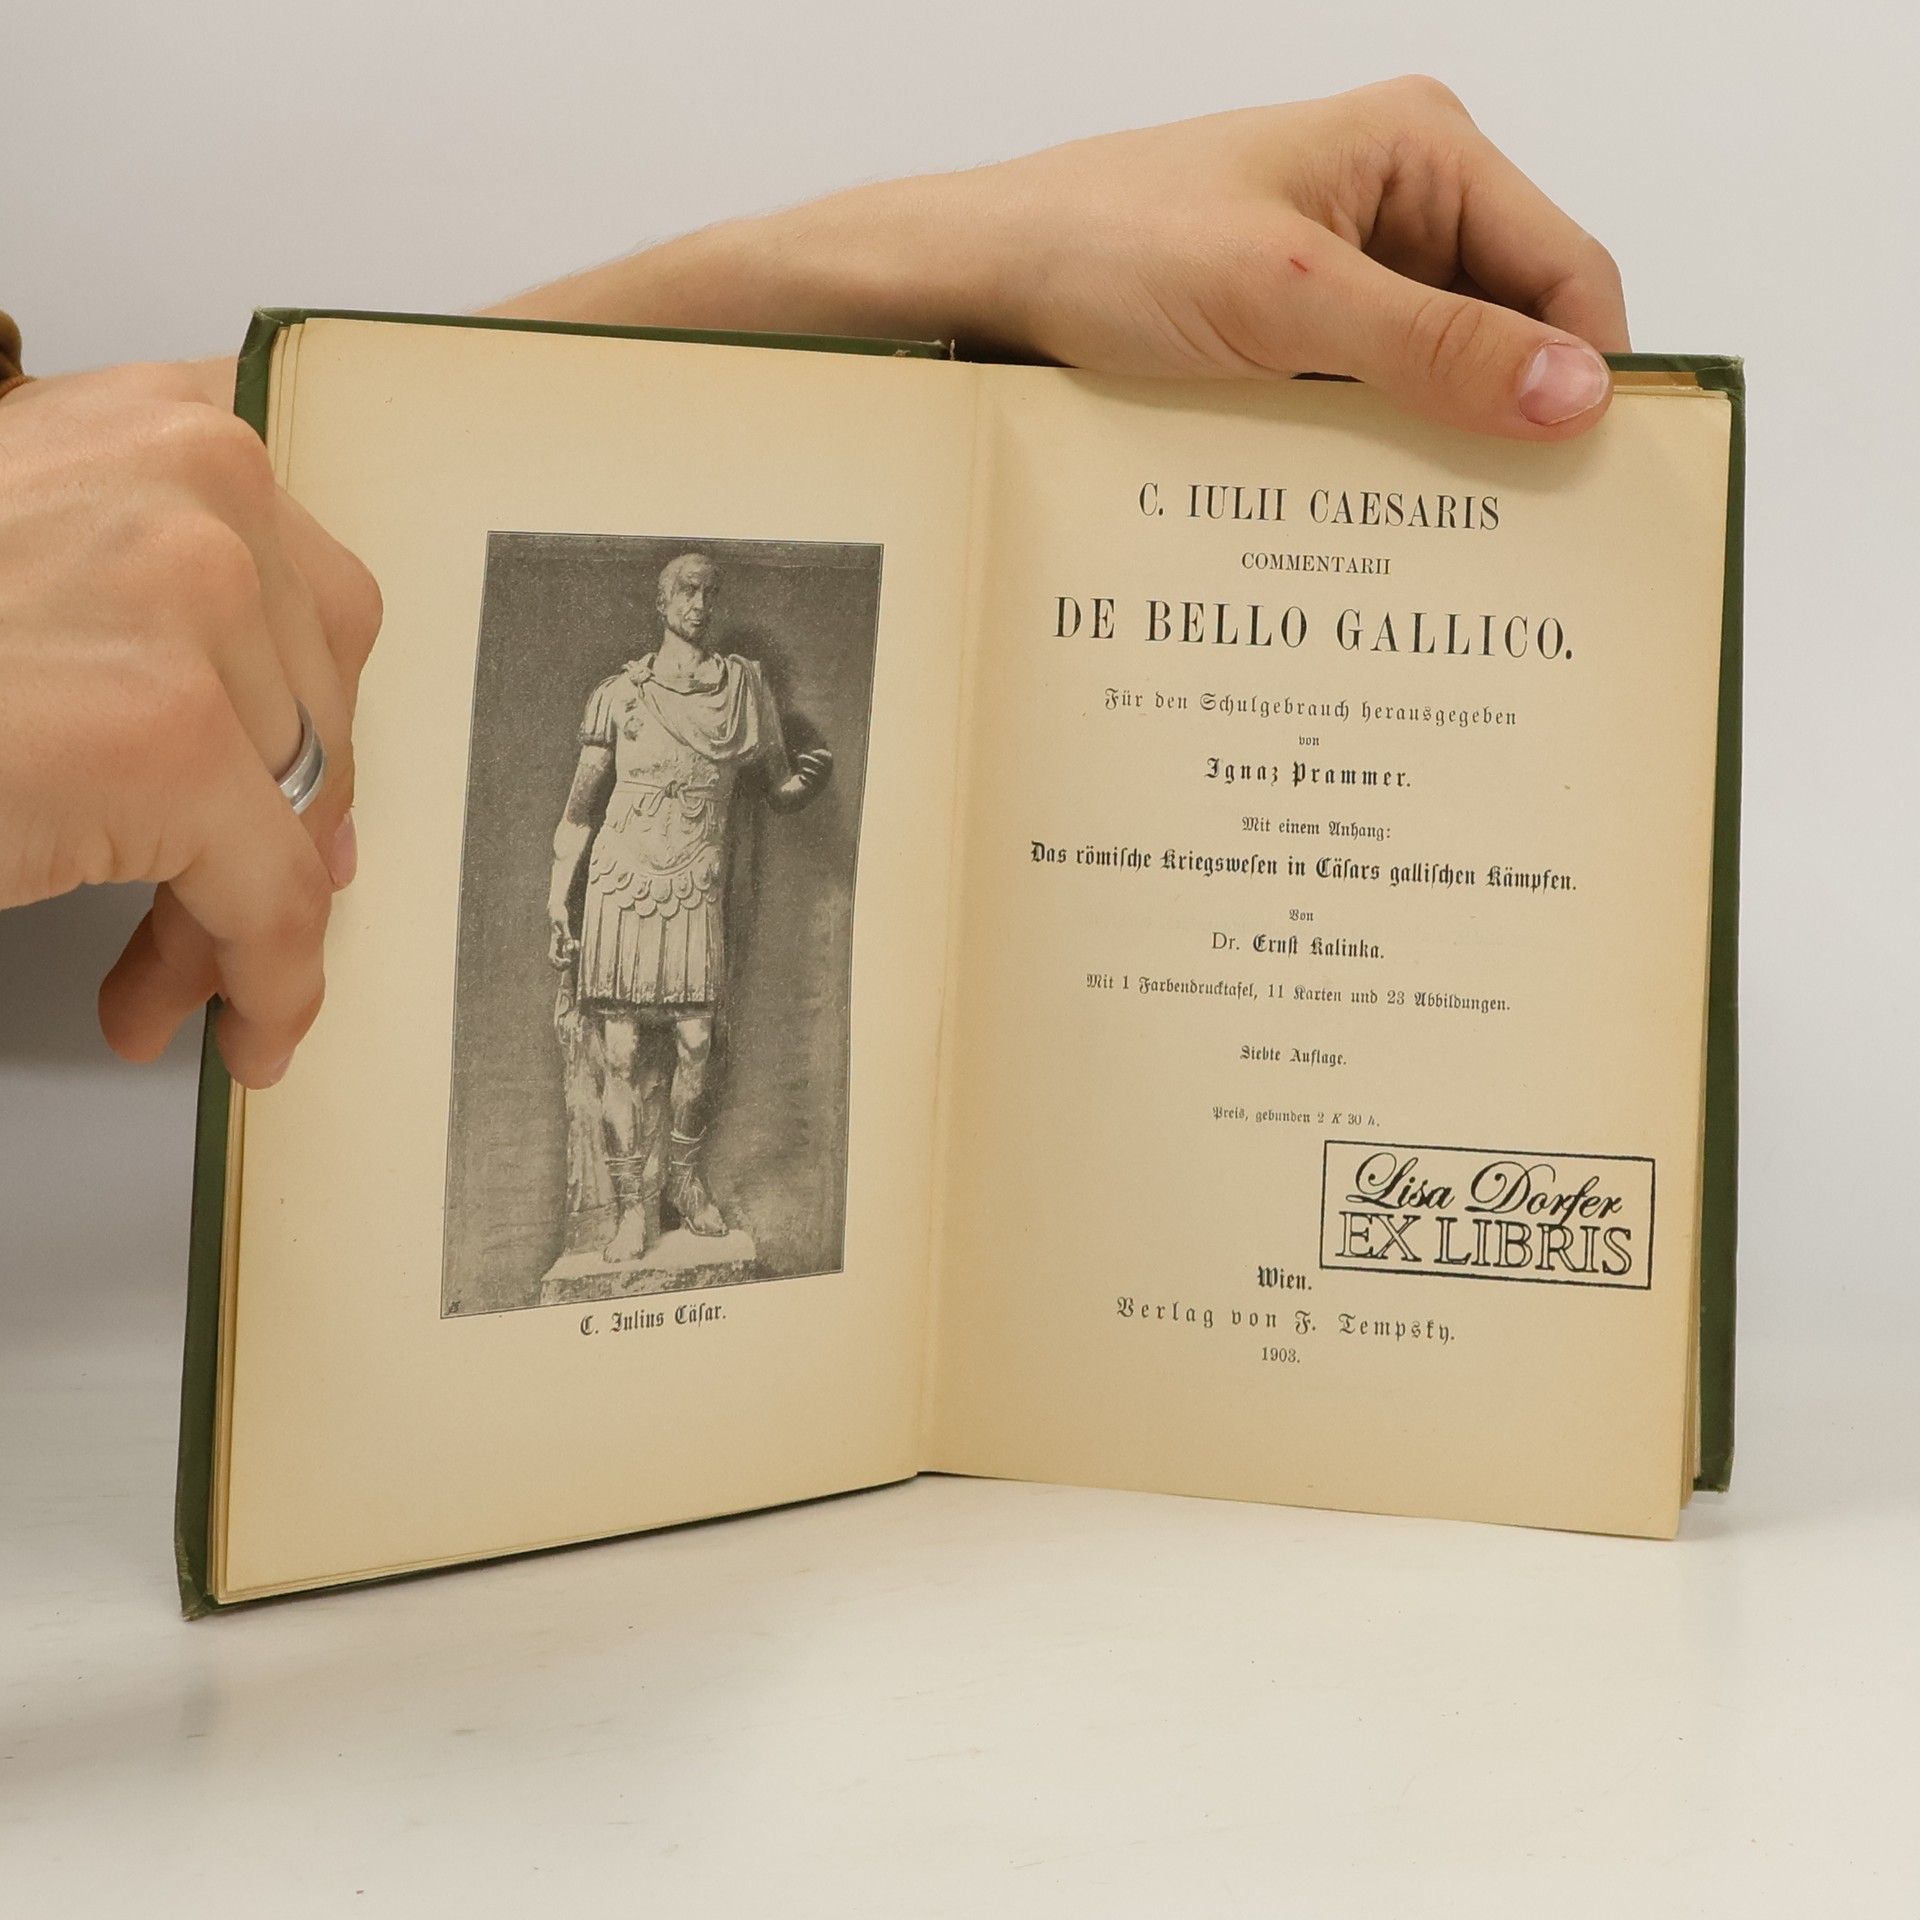 C. Julius Cäsar.
C. IULII CAESARIS
COMMENTARII
DE BELLO GALLICO.
Für den Schulgebrauch herausgegeben
von
Ignaz Prammer.
Mit einem Anhang:
Das römische Kriegswesen in Cäsars gallischen Kämpfen.
Von
Dr. Ernst Kalinka.
Mit 1 Farbendrucktafel, 11 Karten und 23 Abbildungen.
Siebte Auflage.
Preis, gebunden 2 K 30 h.
Lisa Dorfer
EX LIBRIS
Wien.
Verlag von F. Tempsky.
1903.